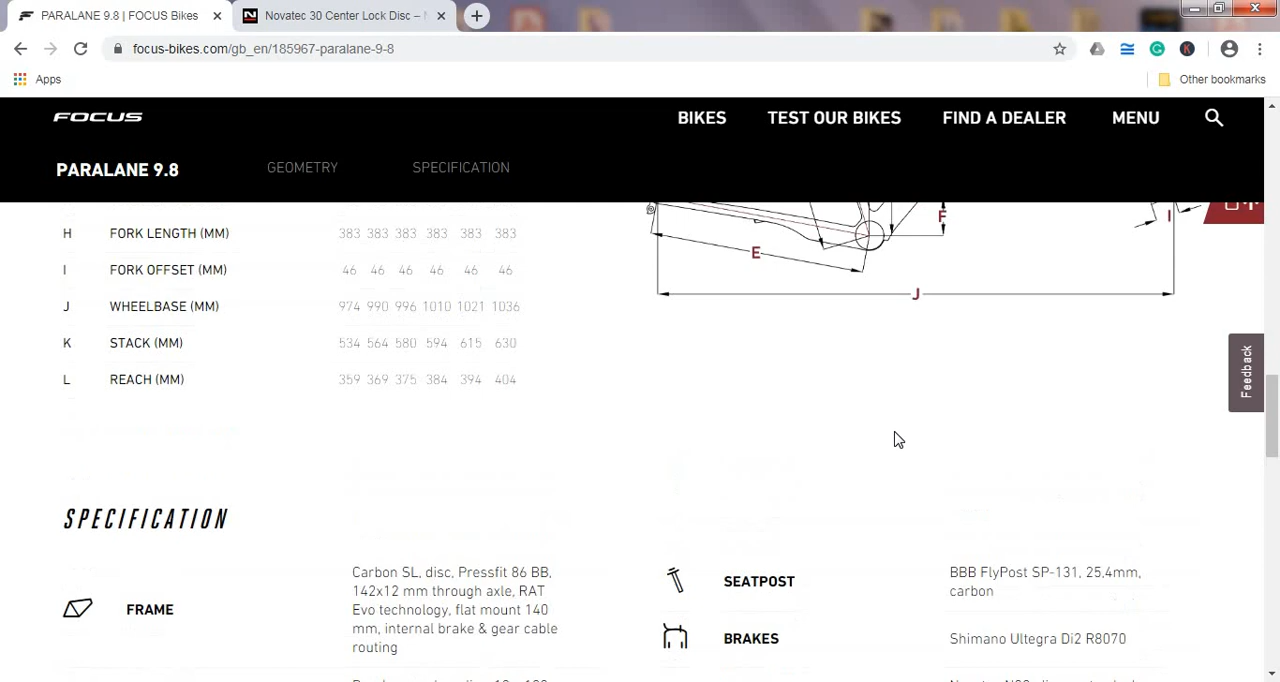 PARALANE 9.8 | FOCUS Bikes
Novatec 30 Center Lock Disc –
focus-bikes.com/gb_en/185967-paralane-9-8
Apps
Other bookmarks
FOCUS
BIKES
TEST OUR BIKES
FIND A DEALER
MENU
PARALANE 9.8
GEOMETRY
SPECIFICATION
H FORK LENGTH (MM) 383 383 383 383 383 383
I FORK OFFSET (MM) 46 46 46 46 46 46
J WHEELBASE (MM) 974 990 996 1010 1021 1036
K STACK (MM) 534 564 580 594 615 630
L REACH (MM) 359 369 375 384 394 404
F
I
E
J
Feedback
SPECIFICATION
FRAME
Carbon SL, disc, Pressfit 86 BB,
142x12 mm through axle, RAT
Evo technology, flat mount 140
mm, internal brake & gear cable
routing
SEATPOST
BBB FlyPost SP-131, 25,4mm,
carbon
BRAKES
Shimano Ultegra Di2 R8070